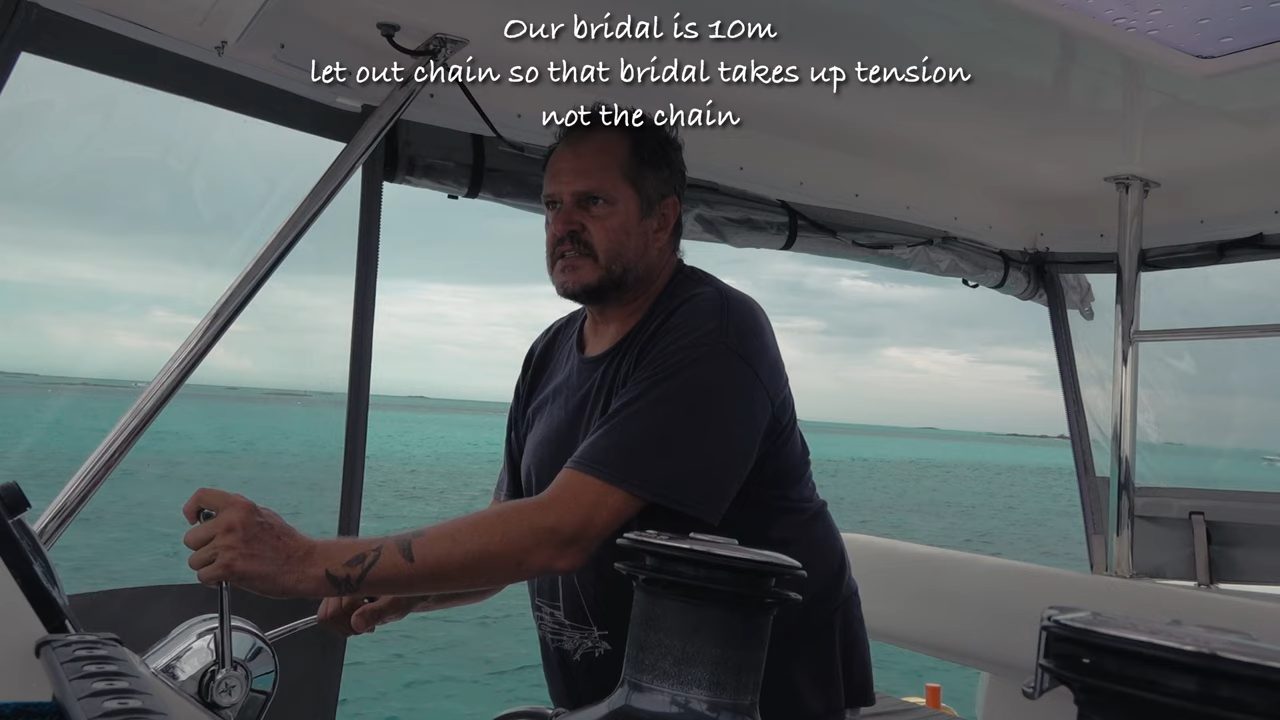 Our bridal is 10m
let out chain so that bridal takes up tension
not the chain